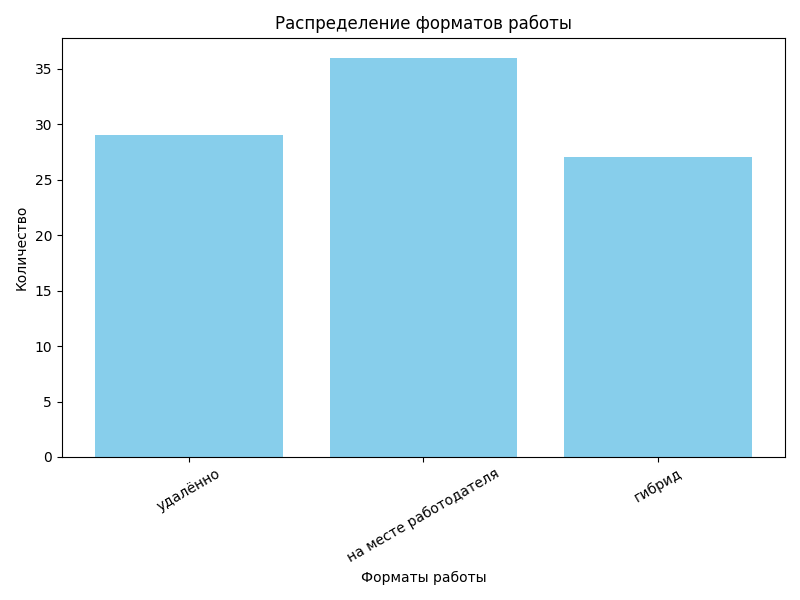 Распределение форматов работы
Количество
35
30
25
20
15
10
5
0
удалённо
на месте работодателя
гибрид
Форматы работы